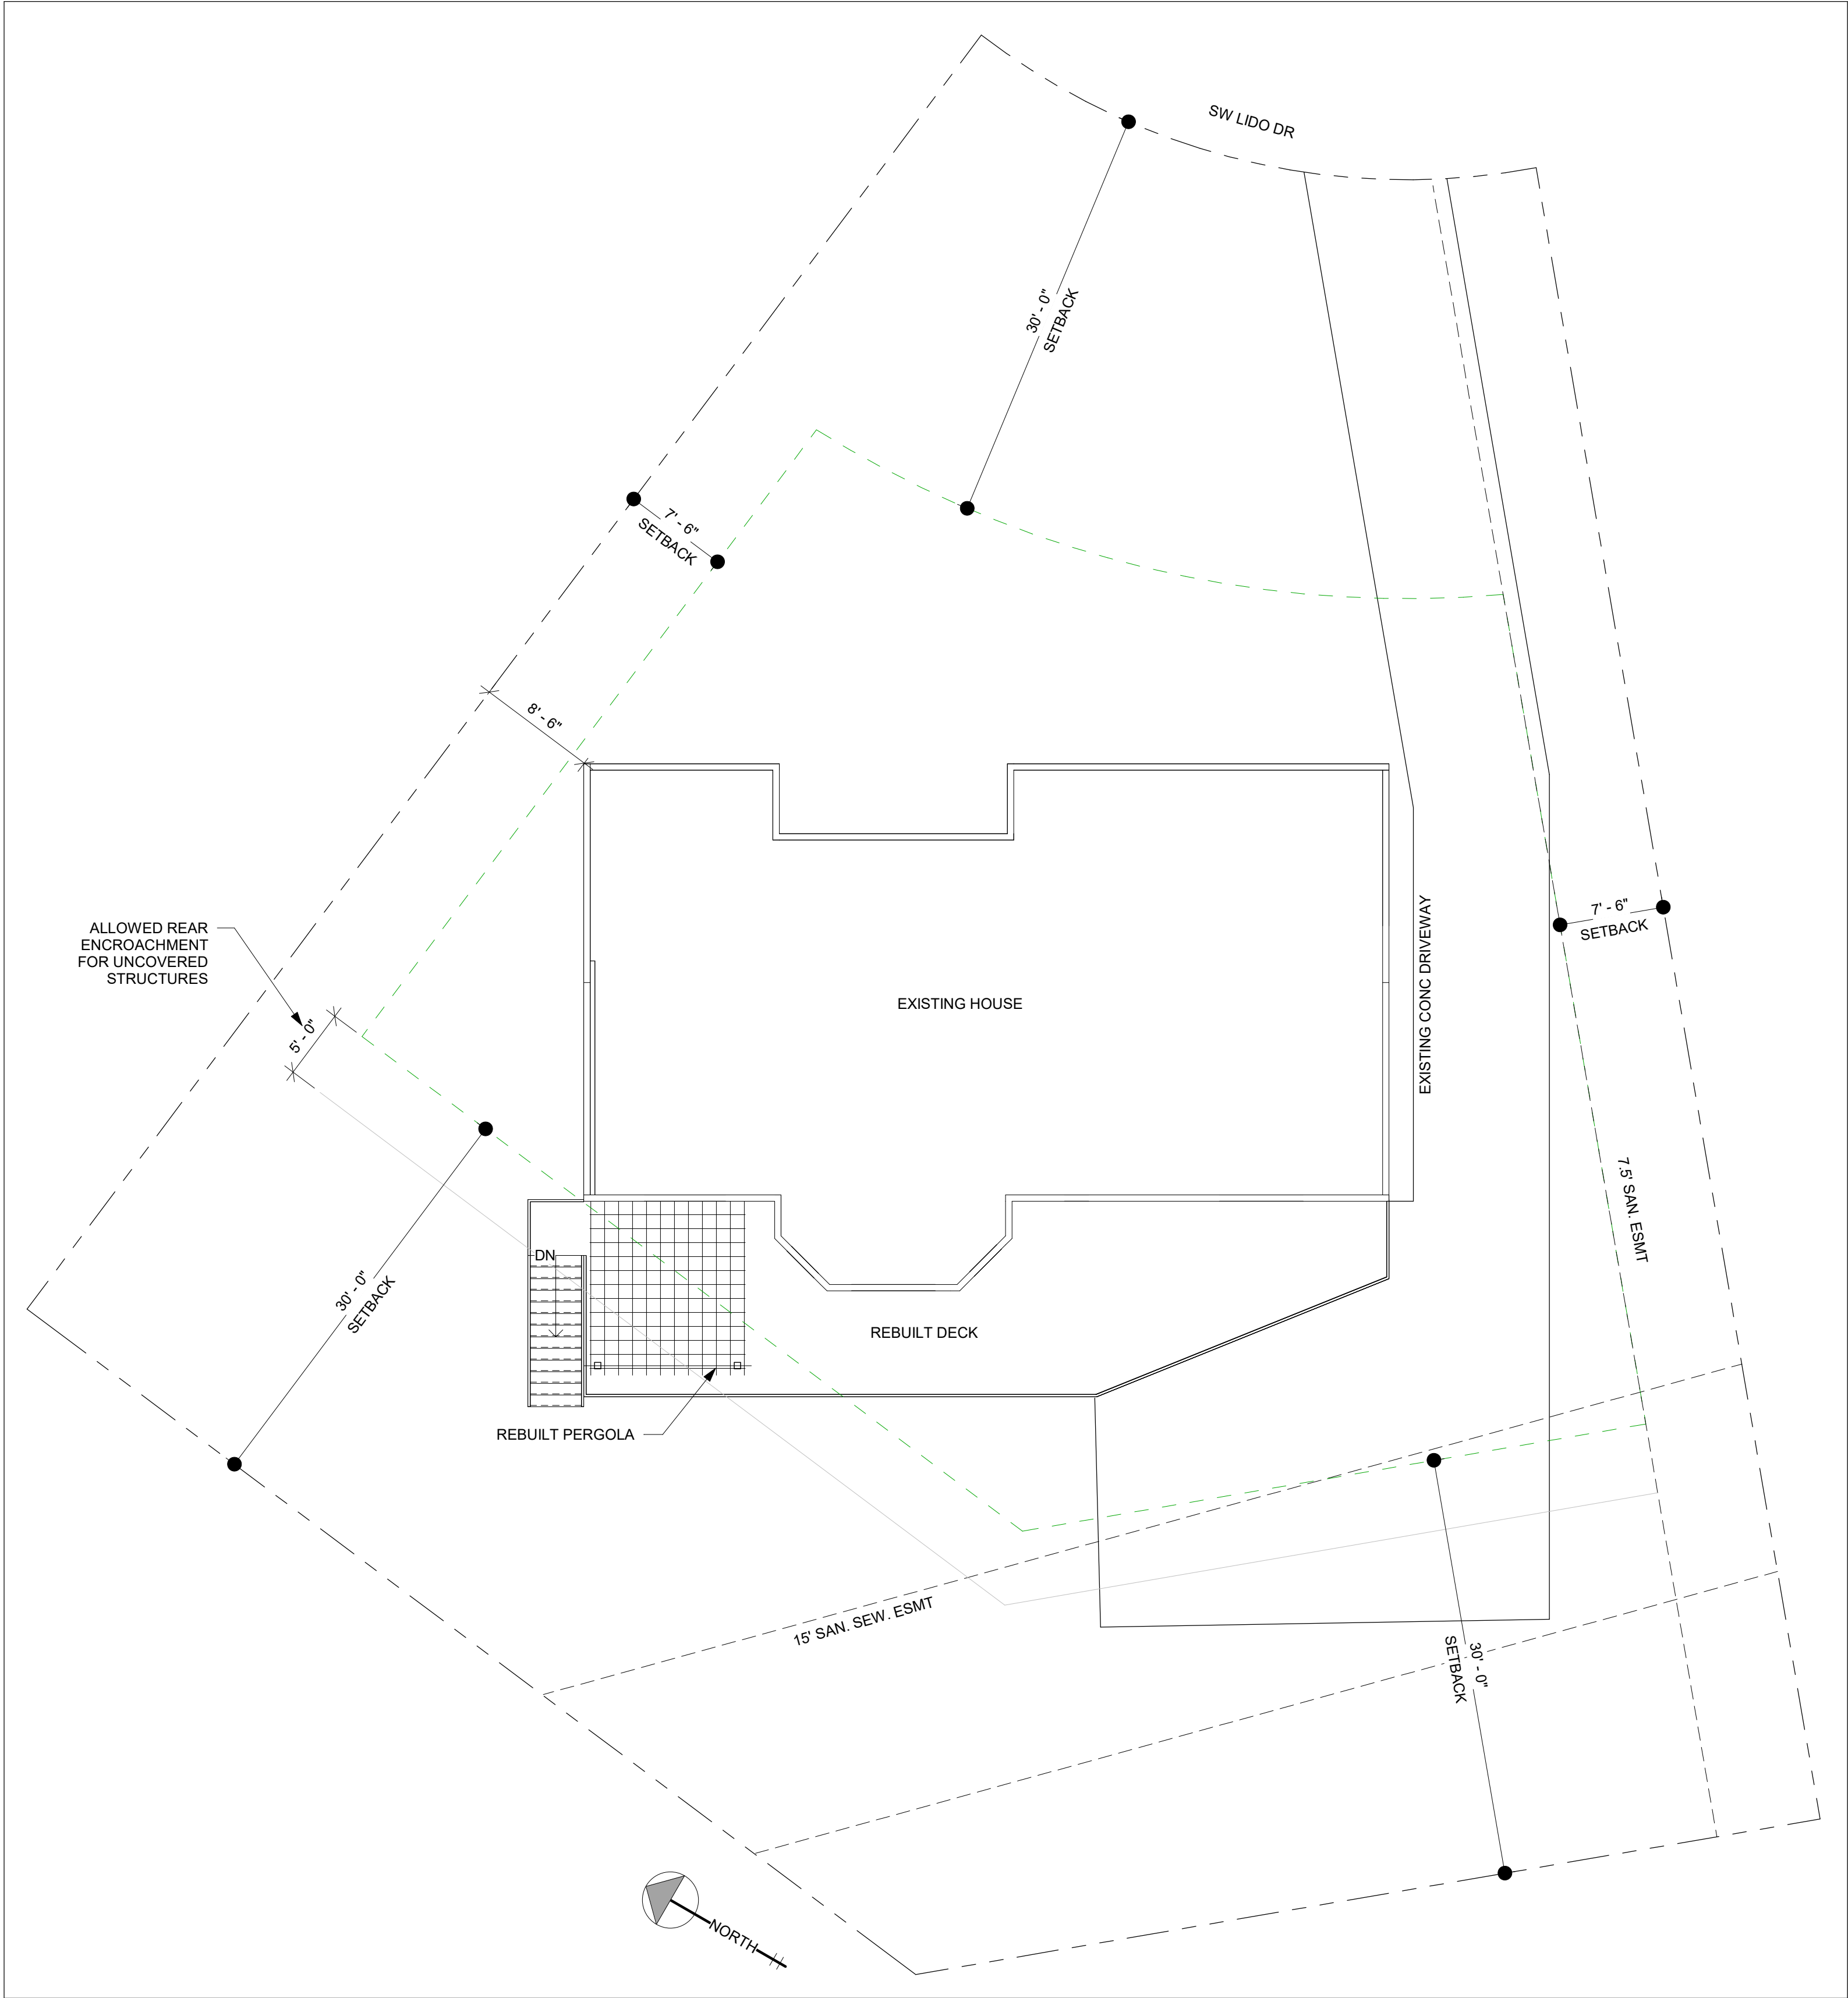 SW LIDO DR
30' - 0"
SETBACK
7' - 6"
SETBACK
8' - 6"
ALLOWED REAR
ENCROACHMENT
FOR UNCOVERED
STRUCTURES
5' - 0"
7' - 6"
SETBACK
EXISTING HOUSE
EXISTING CONC DRIVEWAY
7.5' SAN. ESMT
DN
30' - 0"
SETBACK
REBUILT DECK
REBUILT PERGOLA
15' SAN. SEW. ESMT
30' - 0"
SETBACK
NORTH